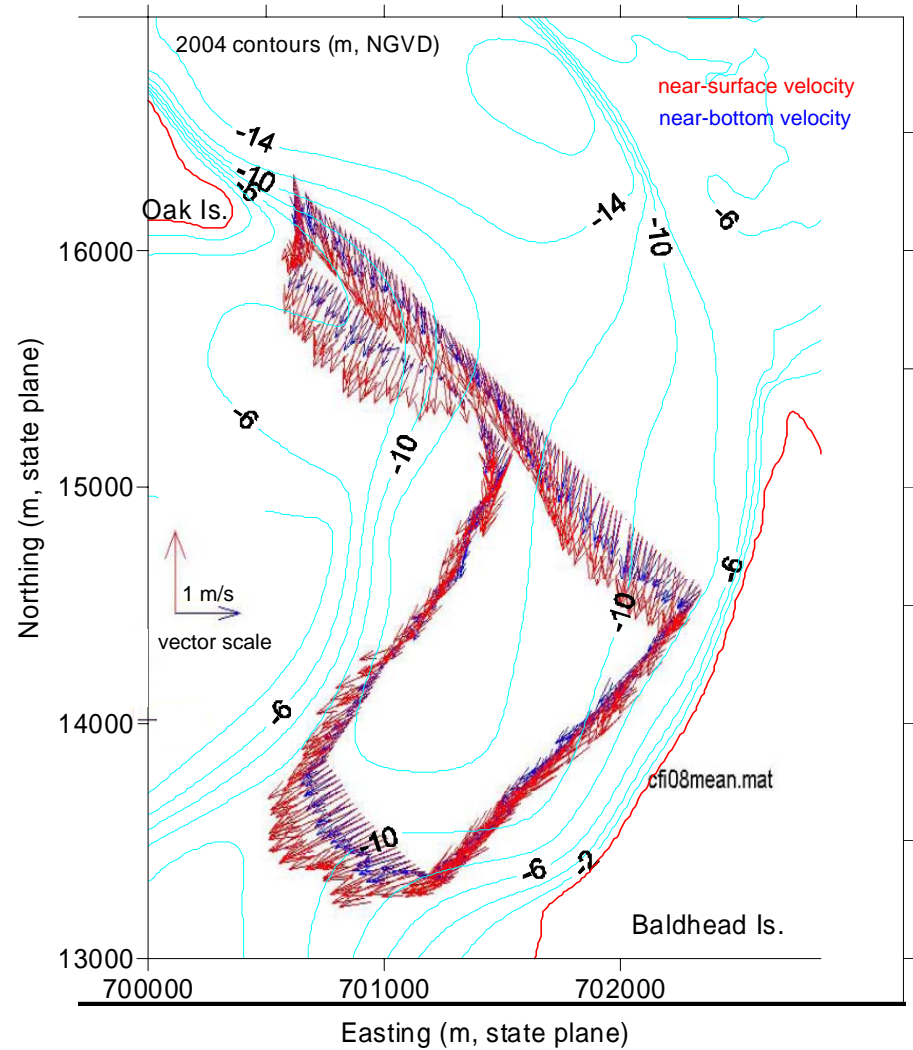 2004 contours (m, NGVD)
near-surface velocity
near-bottom velocity
-14
-10
-6
Oak Is.
-14
-6
-10
16000
-6
-10
15000
-6
1 m/s
-10
vector scale
Northing (m, state plane)
-6
14000
cfi08mean.mat
-10
-6
-2
Baldhead Is.
13000
700000
701000
702000
Easting (m, state plane)